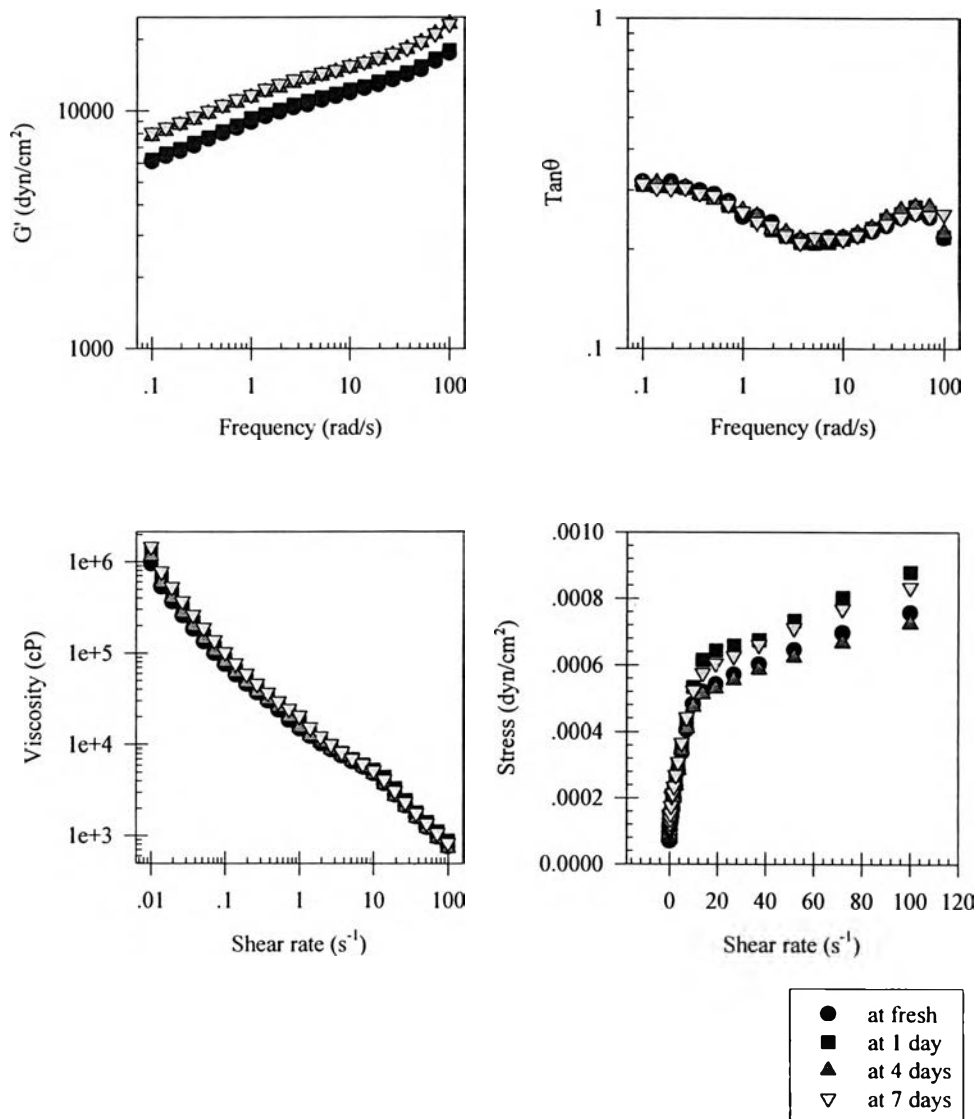 10000
1000
G' (dyn/cm²)
.1 1 10 100
Frequency (rad/s)
1
.1
Tanθ
.1 1 10 100
Frequency (rad/s)
1e+6
1e+5
1e+4
1e+3
Viscosity (cP)
.01 .1 1 10 100
Shear rate (s⁻¹)
.0010
.0008
.0006
.0004
.0002
0.0000
Stress (dyn/cm²)
0 20 40 60 80 100 120
Shear rate (s⁻¹)
at fresh
at 1 day
at 4 days
at 7 days